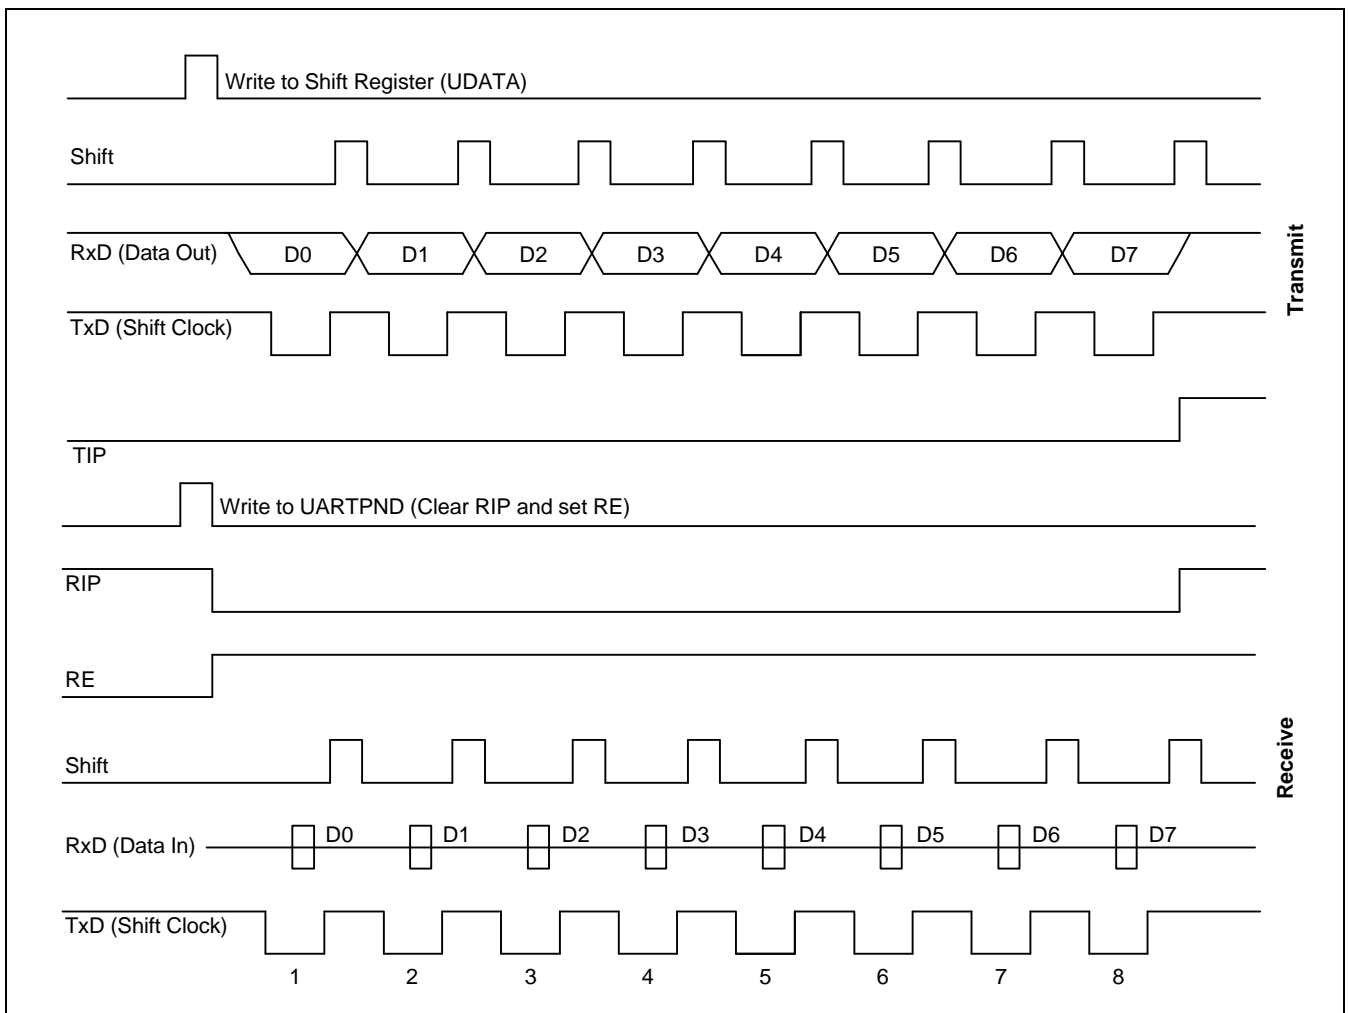 Write to Shift Register (UDATA)
Shift
RxD (Data Out) D0 D1 D2 D3 D4 D5 D6 D7
TxD (Shift Clock)
TIP
Transmit
Write to UARTPND (Clear RIP and set RE)
RIP
RE
Shift
RxD (Data In) D0 D1 D2 D3 D4 D5 D6 D7
TxD (Shift Clock)
1 2 3 4 5 6 7 8
Receive